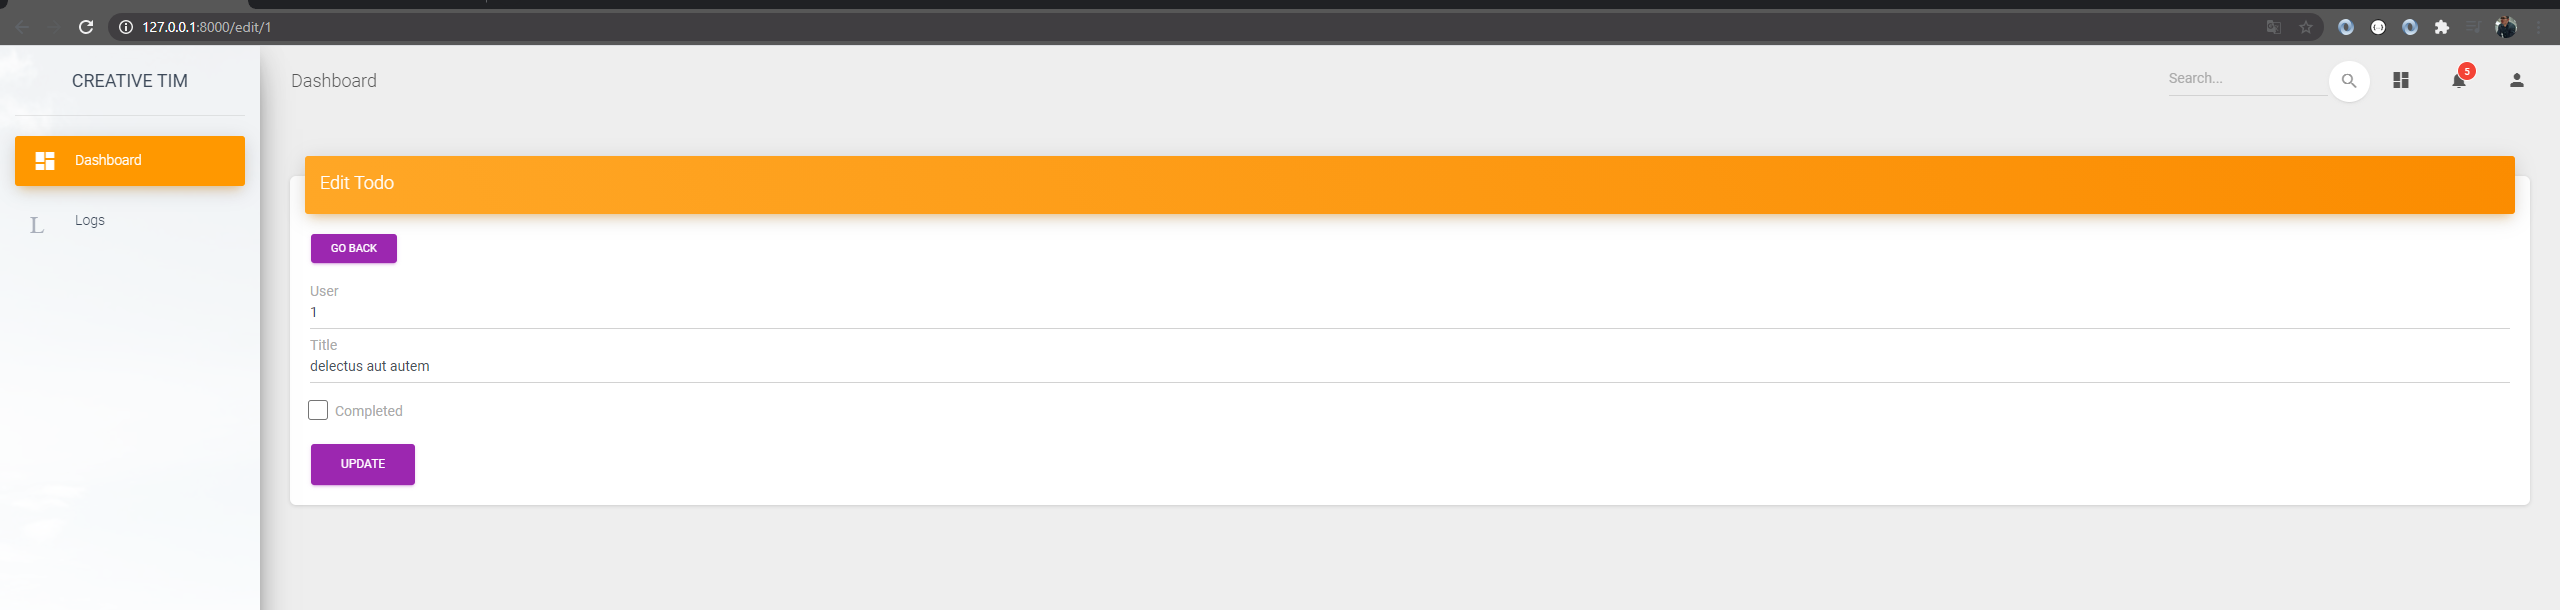 127.0.0.1:8000/edit/1
CREATIVE TIM
Dashboard
Search...
5
Dashboard
Logs
L
Edit Todo
GO BACK
User
1
Title
delectus aut autem
Completed
UPDATE